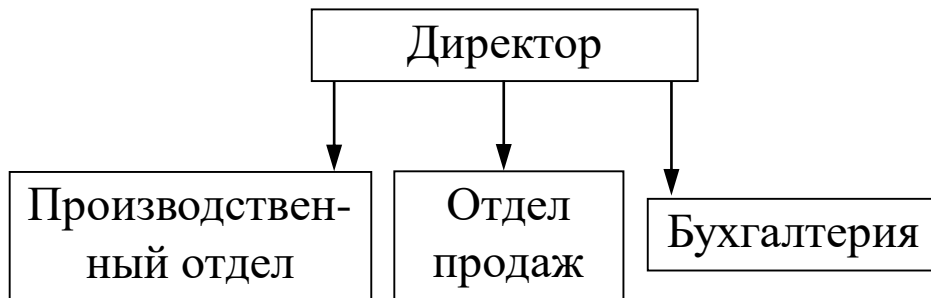 Директор
Производствен-
ный отдел
Отдел
продаж
Бухгалтерия